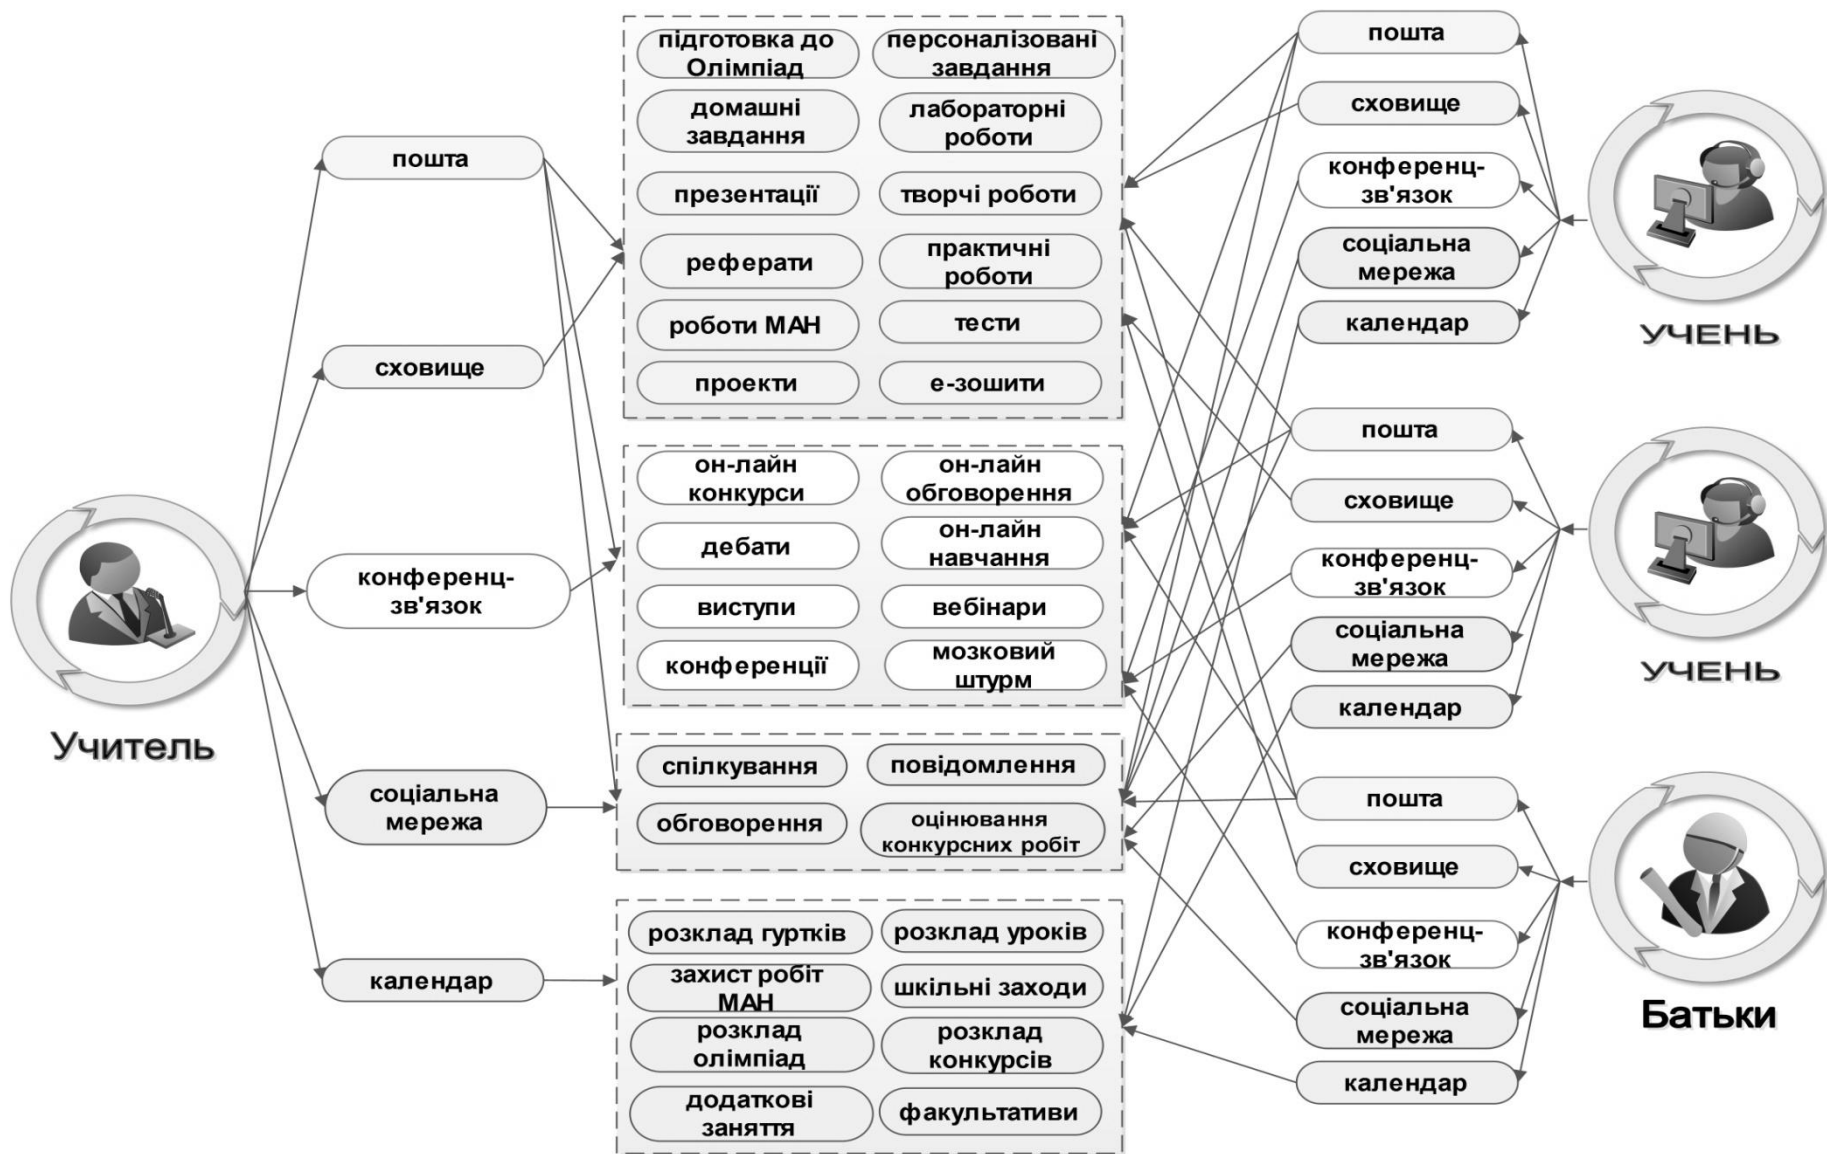 пошта
сховище
конференц-
зв'язок
соціальна
мережа
календар
Учитель
підготовка до
Олімпіад
персоналізовані
завдання
домашні
завдання
лабораторні
роботи
презентації
творчі роботи
реферати
практичні
роботи
роботи МАН
тести
проекти
е-зошити
он-лайн
конкурси
он-лайн
обговорення
дебати
он-лайн
навчання
виступи
вебінари
конференції
мозковий
штурм
спілкування
повідомлення
обговорення
оцінювання
конкурсних робіт
розклад гуртків
розклад уроків
захист робіт
МАН
шкільні заходи
розклад
олімпіад
розклад
конкурсів
додаткові
заняття
факультативи
пошта
сховище
конференц-
зв'язок
соціальна
мережа
календар
УЧЕНЬ
пошта
сховище
конференц-
зв'язок
соціальна
мережа
календар
УЧЕНЬ
пошта
сховище
конференц-
зв'язок
соціальна
мережа
календар
Батьки